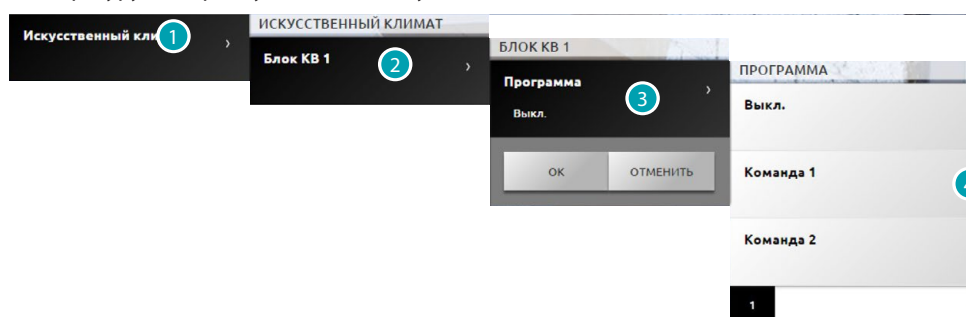 Искусственный кли
1
ИСКУССТВЕННЫЙ КЛИМАТ
Блок КВ 1
2
БЛОК КВ 1
Программа
Выкл.
3
ОК
ОТМЕНИТЬ
ПРОГРАММА
Выкл.
Команда 1
Команда 2
1